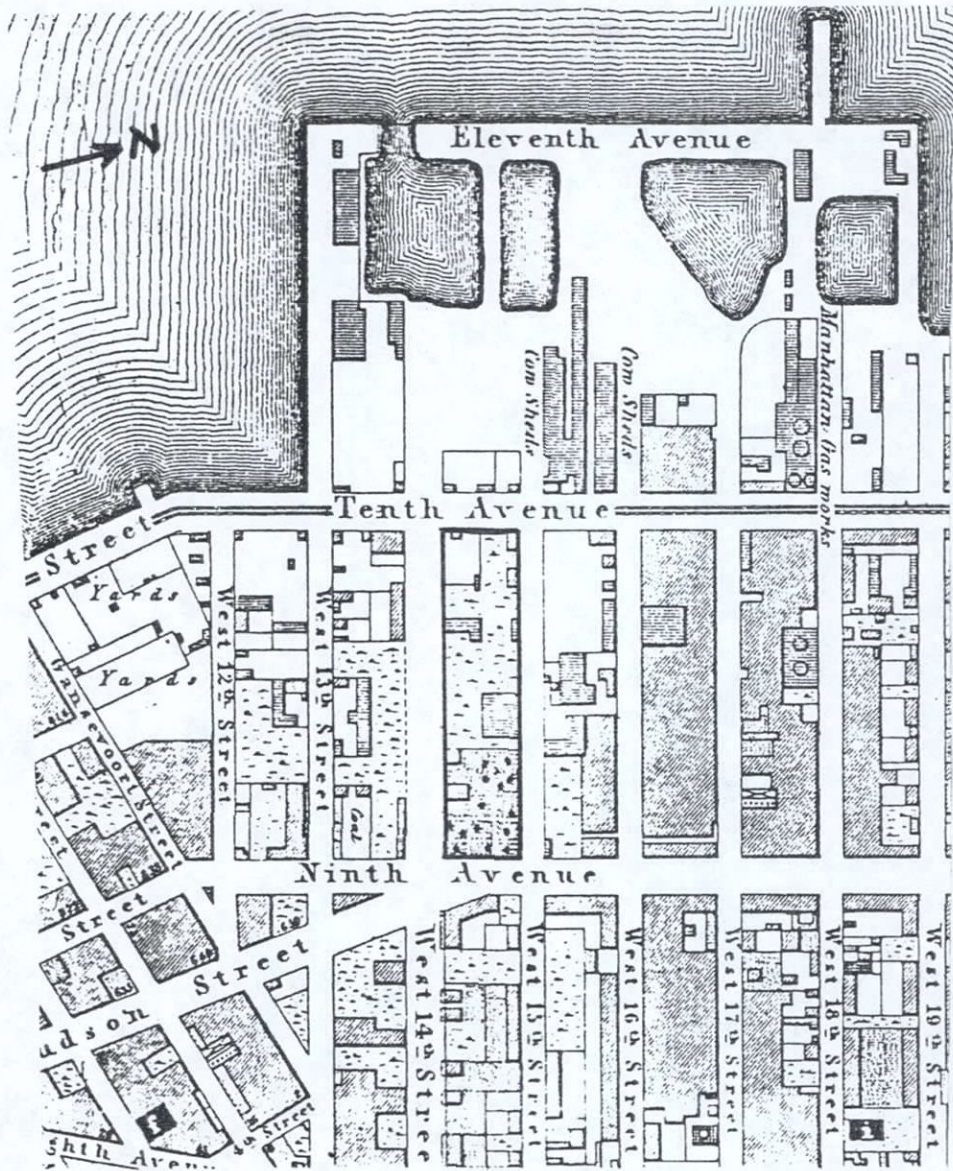 N
Eleventh Avenue
Cow Sheds
Cow Sheds
Manhattan Gas works
Tenth Avenue
Street
Yards
Yards
Gansevoort Street
West 12th Street
West 13th Street
Ninth Avenue
Street
Street
udson
West 14th Stree
West 15th Street
West 16th Street
West 17th Street
West 18th Street
West 19th Street
Street
ghth Avenu